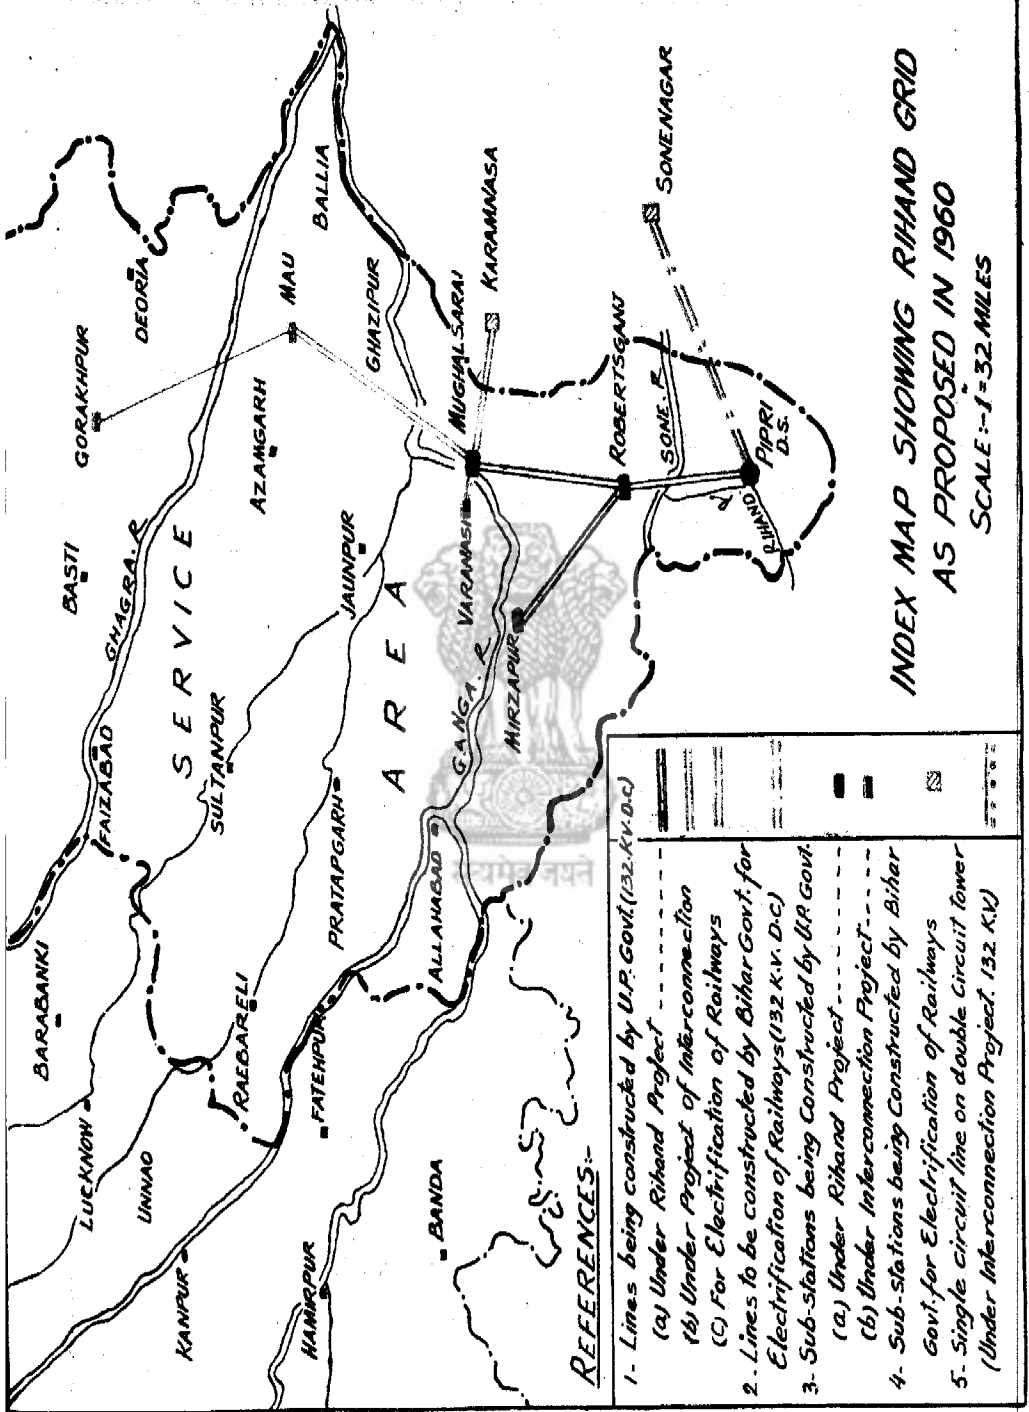 INDEX MAP SHOWING RIHAND GRID
AS PROPOSED IN 1960
SCALE:-1"=32 MILES
BARABANKI
LUCKNOW
UNNAO
KANPUR
HAMIRPUR
BANDA
FATEHPUR
RAEBARELI
PRATAPGARH
ALLAHABAD
FAIZABAD
SULTANPUR
BASTI
GHAGRA. R
GORAKHPUR
DEORIA
MAU
AZAMGARH
JAUNPUR
BALLIA
GHAZIPUR
SERVICE
AREA
MUGHALSARAI
VARANASI
KARAMNASA
MIRZAPUR
GANGA. R
ROBERTSGANJ
SONE. R
SONENAGAR
PIPRI
D.S.
RIHAND R.
सत्यमेव जयते
REFERENCES:-
1- Lines being constructed by U.P. Govt. (132.KV.D.C)
(a) Under Rihand Project
(b) Under Project of Interconnection
(C) For Electrification of Railways
2- Lines to be constructed by Bihar Govt. for
Electrification of Railways (132 K.V. D.C)
3- Sub-Stations being Constructed by U.P. Govt.
(a) Under Rihand Project
(b) Under Interconnection Project
4- Sub-stations being Constructed by Bihar
Govt. for Electrification of Railways
5- Single circuit line on double Circuit tower
(Under Interconnection Project. 132 K.V)